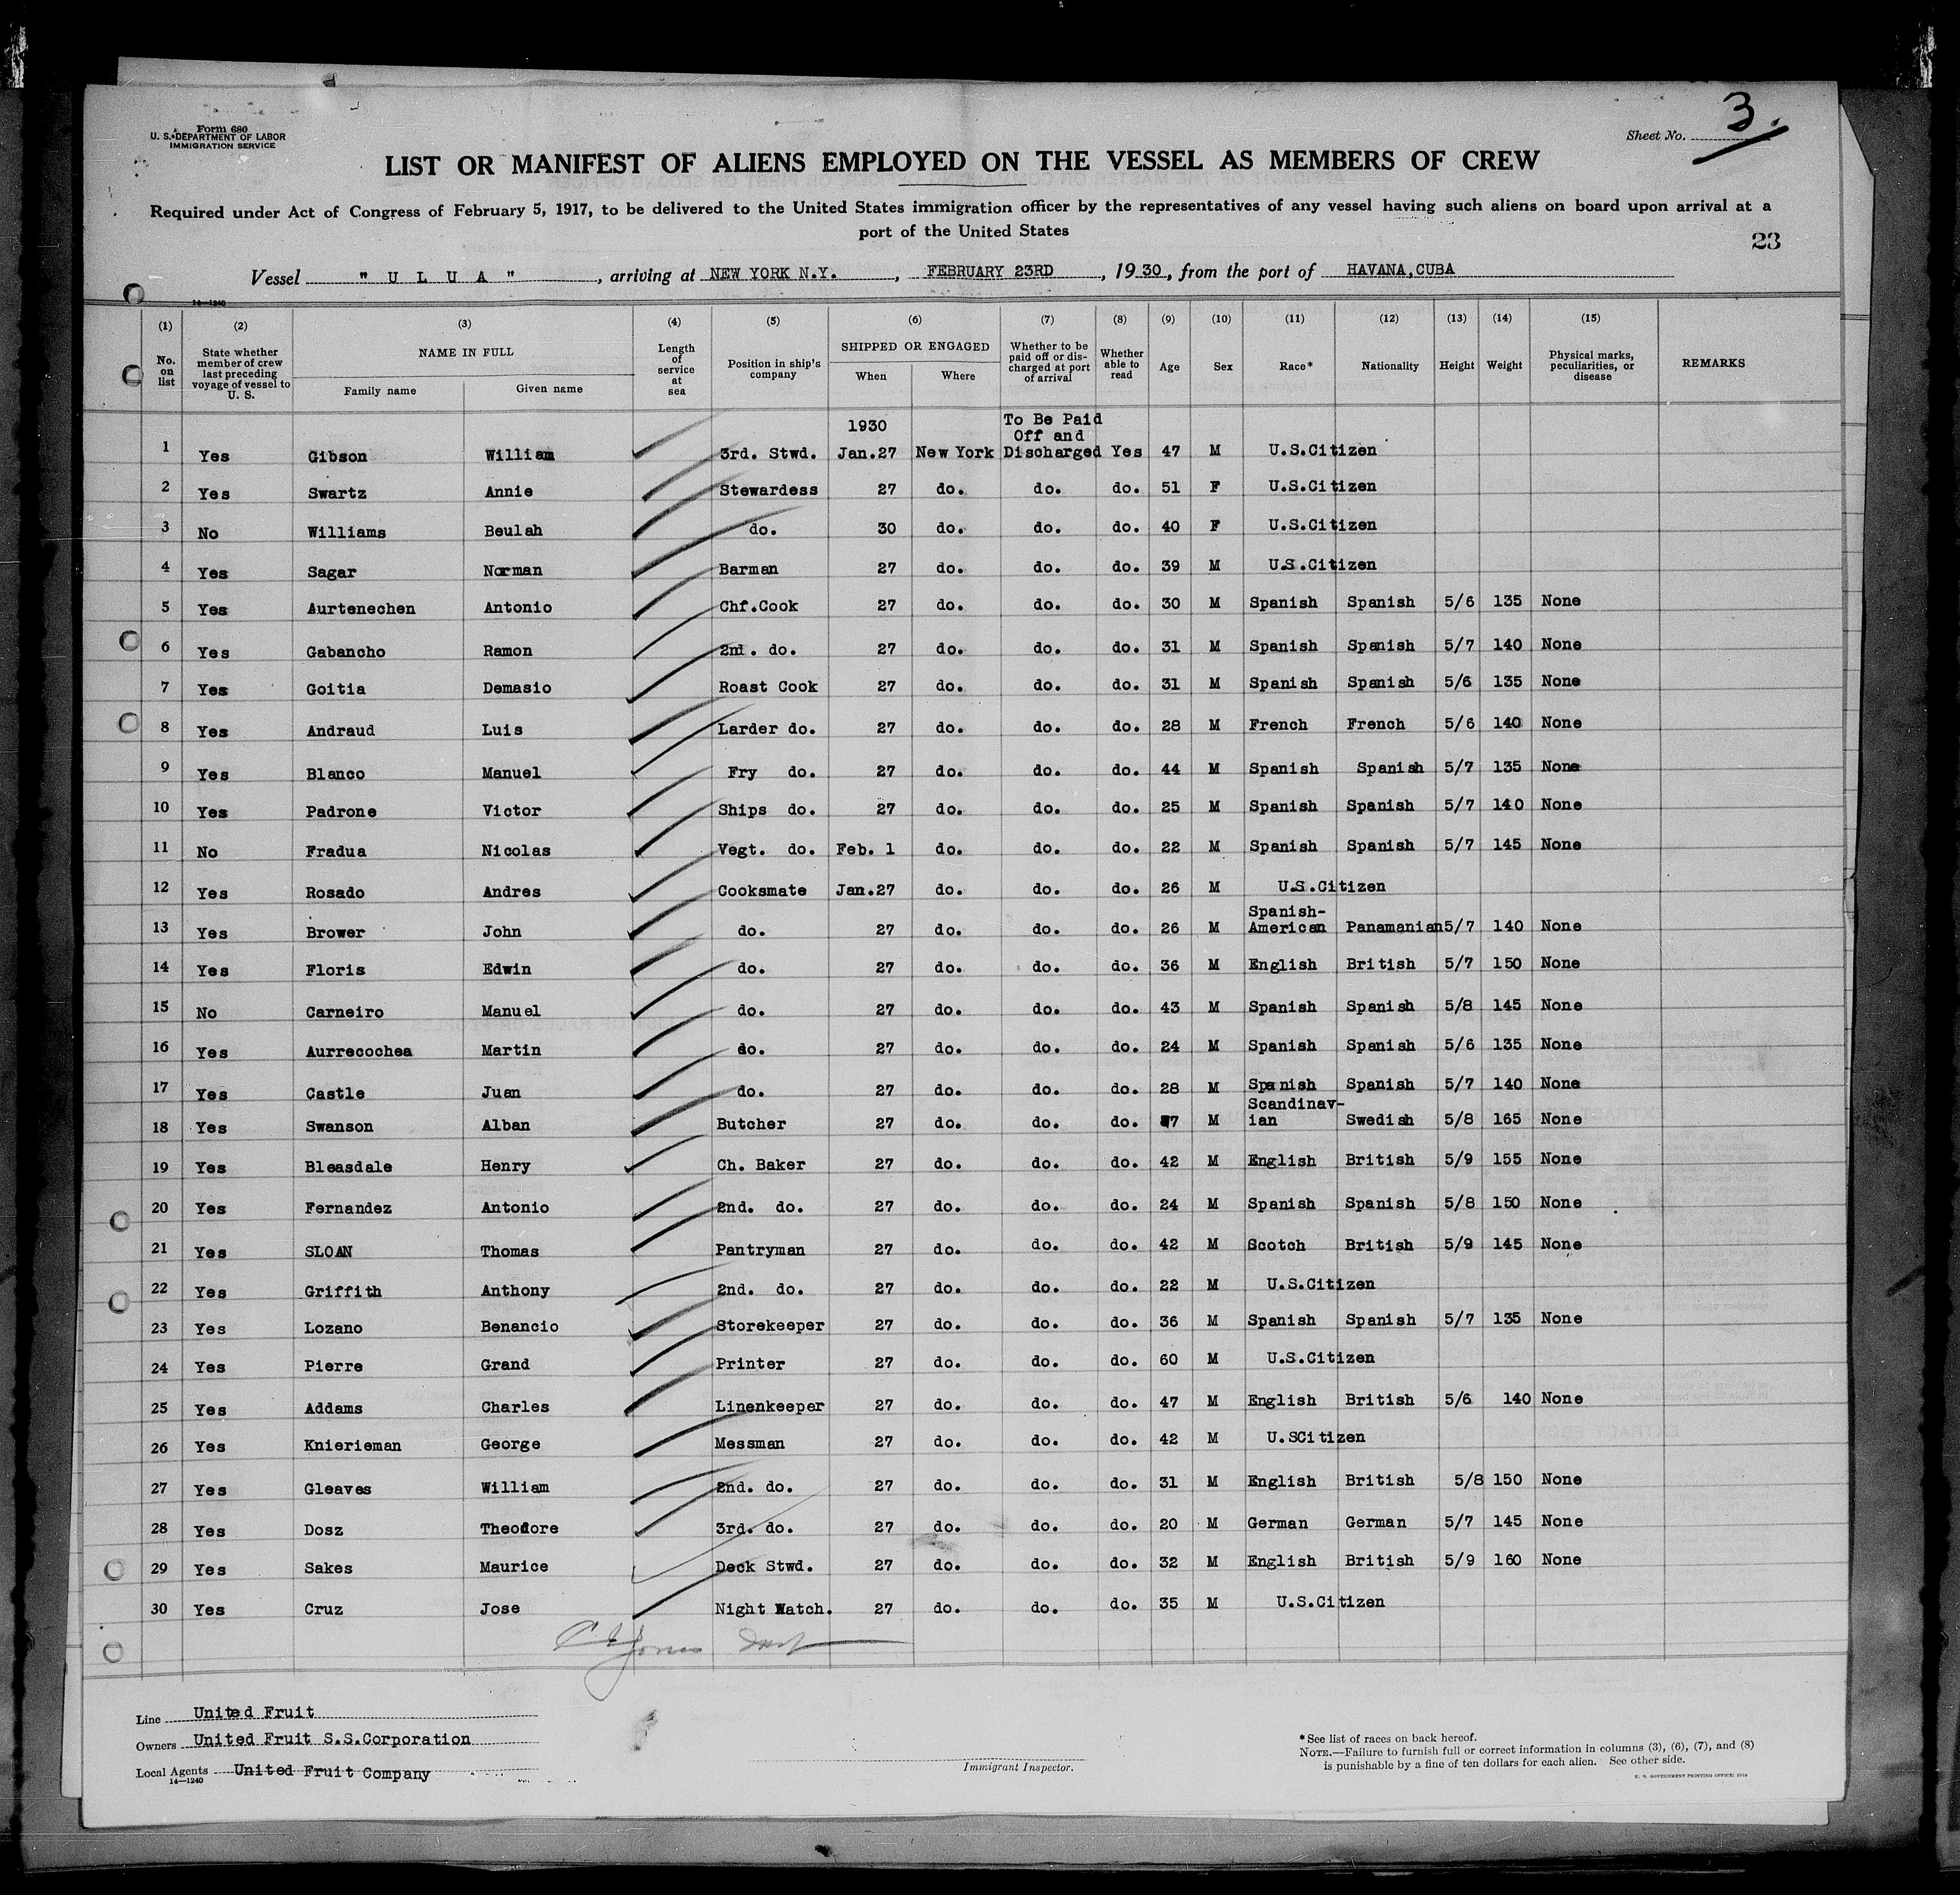 Form 680
U. S. DEPARTMENT OF LABOR
IMMIGRATION SERVICE
Sheet No. 3.
LIST OR MANIFEST OF ALIENS EMPLOYED ON THE VESSEL AS MEMBERS OF CREW
Required under Act of Congress of February 5, 1917, to be delivered to the United States immigration officer by the representatives of any vessel having such aliens on board upon arrival at a
port of the United States
23
Vessel " U L U A ", arriving at NEW YORK N.Y., FEBRUARY 23RD, 1930, from the port of HAVANA,CUBA
14—1240
(1) (2) (3) (4) (5) (6) (7) (8) (9) (10) (11) (12) (13) (14) (15)
No. on list State whether member of crew last preceding voyage of vessel to U. S. NAME IN FULL Family name Given name Length of service at sea Position in ship's company SHIPPED OR ENGAGED When Where Whether to be paid off or discharged at port of arrival Whether able to read Age Sex Race* Nationality Height Weight Physical marks, peculiarities, or disease REMARKS
1930 To Be Paid
Off and
1 Yes Gibson William 3rd. Stwd. Jan.27 New York Discharged Yes 47 M U.S.Citizen
2 Yes Swartz Annie Stewardess 27 do. do. do. 51 F U.S.Citizen
3 No Williams Beulah do. 30 do. do. do. 40 F U.S.Citizen
4 Yes Sagar Norman Barman 27 do. do. do. 39 M U.S.Citizen
5 Yes Aurtenechen Antonio Chf.Cook 27 do. do. do. 30 M Spanish Spanish 5/6 135 None
6 Yes Gabancho Ramon 2nd. do. 27 do. do. do. 31 M Spanish Spanish 5/7 140 None
7 Yes Goitia Demasio Roast Cook 27 do. do. do. 31 M Spanish Spanish 5/6 135 None
8 Yes Andraud Luis Larder do. 27 do. do. do. 28 M French French 5/6 140 None
9 Yes Blanco Manuel Fry do. 27 do. do. do. 44 M Spanish Spanish 5/7 135 None
10 Yes Padrone Victor Ships do. 27 do. do. do. 25 M Spanish Spanish 5/7 140 None
11 No Fradua Nicolas Vegt. do. Feb. 1 do. do. do. 22 M Spanish Spanish 5/7 145 None
12 Yes Rosado Andres Cooksmate Jan.27 do. do. do. 26 M U.S.Citizen
Spanish-
13 Yes Brower John do. 27 do. do. do. 26 M American Panamanian 5/7 140 None
14 Yes Floris Edwin do. 27 do. do. do. 36 M English British 5/7 150 None
15 No Carneiro Manuel do. 27 do. do. do. 43 M Spanish Spanish 5/8 145 None
16 Yes Aurrecochea Martin do. 27 do. do. do. 24 M Spanish Spanish 5/6 135 None
17 Yes Castle Juan do. 27 do. do. do. 28 M Spanish Spanish 5/7 140 None
Scandinav-
18 Yes Swanson Alban Butcher 27 do. do. do. M ian Swedish 5/8 165 None
19 Yes Bleasdale Henry Ch. Baker 27 do. do. do. 42 M English British 5/9 155 None
20 Yes Fernandez Antonio 2nd. do. 27 do. do. do. 24 M Spanish Spanish 5/8 150 None
21 Yes SLOAN Thomas Pantryman 27 do. do. do. 42 M Scotch British 5/9 145 None
22 Yes Griffith Anthony 2nd. do. 27 do. do. do. 22 M U.S.Citizen
23 Yes Lozano Benancio Storekeeper 27 do. do. do. 36 M Spanish Spanish 5/7 135 None
24 Yes Pierre Grand Printer 27 do. do. do. 60 M U.S.Citizen
25 Yes Addams Charles Linenkeeper 27 do. do. do. 47 M English British 5/6 140 None
26 Yes Knierieman George Messman 27 do. do. do. 42 M U.SCitizen
27 Yes Gleaves William 2nd. do. 27 do. do. do. 31 M English British 5/8 150 None
28 Yes Dosz Theodore 3rd. do. 27 do. do. do. 20 M German German 5/7 145 None
29 Yes Sakes Maurice Deck Stwd. 27 do. do. do. 32 M English British 5/9 160 None
30 Yes Cruz Jose Night Watch. 27 do. do. do. 35 M U.S.Citizen
Jones
Line United Fruit
Owners United Fruit S.S.Corporation
Local Agents United Fruit Company
14—1240
Immigrant Inspector.
* See list of races on back hereof.
NOTE.—Failure to furnish full or correct information in columns (3), (6), (7), and (8)
is punishable by a fine of ten dollars for each alien. See other side.
U. S. GOVERNMENT PRINTING OFFICE: